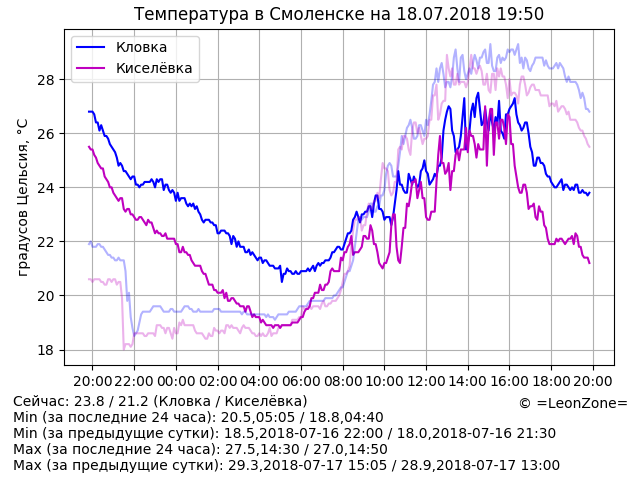 Температура в Смоленске на 18.07.2018 19:50
Кловка
Киселёвка
градусов Цельсия, °C
28
26
24
22
20
18
20:00 22:00 00:00 02:00 04:00 06:00 08:00 10:00 12:00 14:00 16:00 18:00 20:00
Сейчас: 23.8 / 21.2 (Кловка / Киселёвка)
© =LeonZone=
Min (за последние 24 часа): 20.5,05:05 / 18.8,04:40
Min (за предыдущие сутки): 18.5,2018-07-16 22:00 / 18.0,2018-07-16 21:30
Max (за последние 24 часа): 27.5,14:30 / 27.0,14:50
Max (за предыдущие сутки): 29.3,2018-07-17 15:05 / 28.9,2018-07-17 13:00